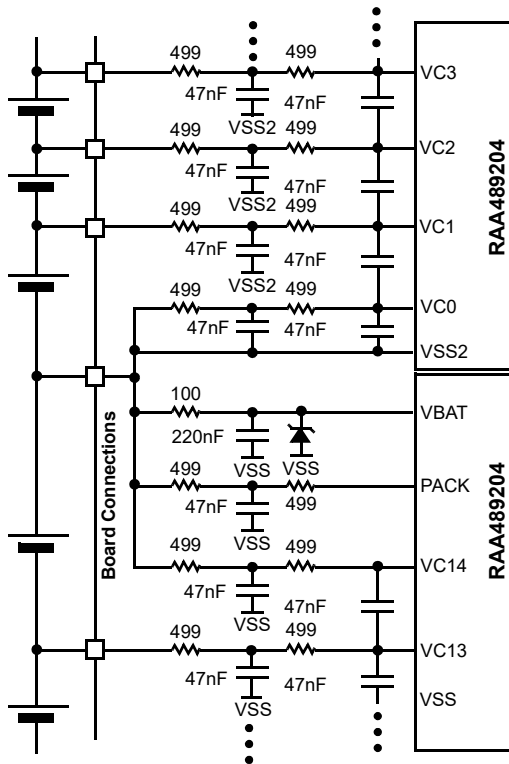 499 499
VC3
47nF 47nF
VSS2
499 499
VC2
47nF 47nF
VSS2
499 499
VC1
47nF 47nF
VSS2
499 499
VC0
47nF 47nF
VSS2
RAA489204
100
VBAT
220nF
VSS VSS
499
PACK
47nF 499
VSS
499 499
VC14
47nF 47nF
VSS
499 499
VC13
47nF 47nF
VSS
VSS
RAA489204
Board Connections